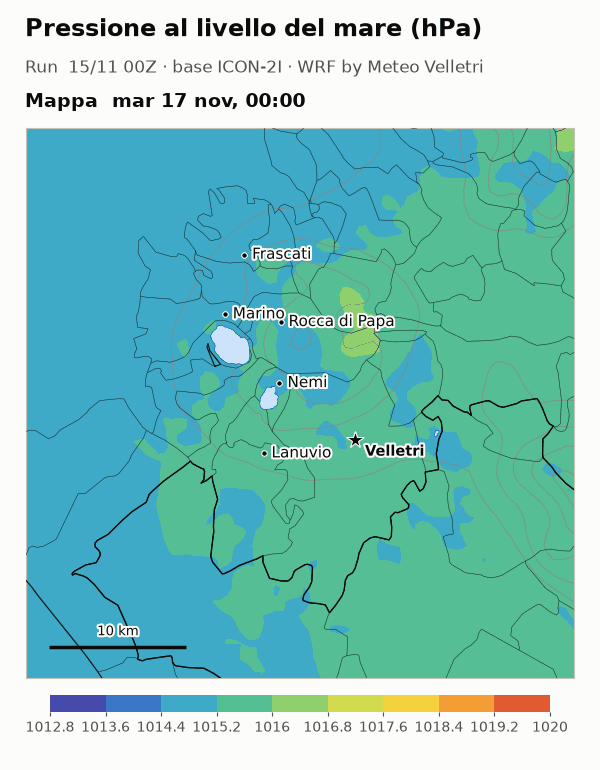 Pressione al livello del mare (hPa)
Run  15/11 00Z · base ICON-2I · WRF by Meteo Velletri
Mappa  mar 17 nov, 00:00
Frascati
Marino
Rocca di Papa
Nemi
Velletri
Lanuvio
10 km
1012.8 1013.6 1014.4 1015.2 1016 1016.8 1017.6 1018.4 1019.2 1020